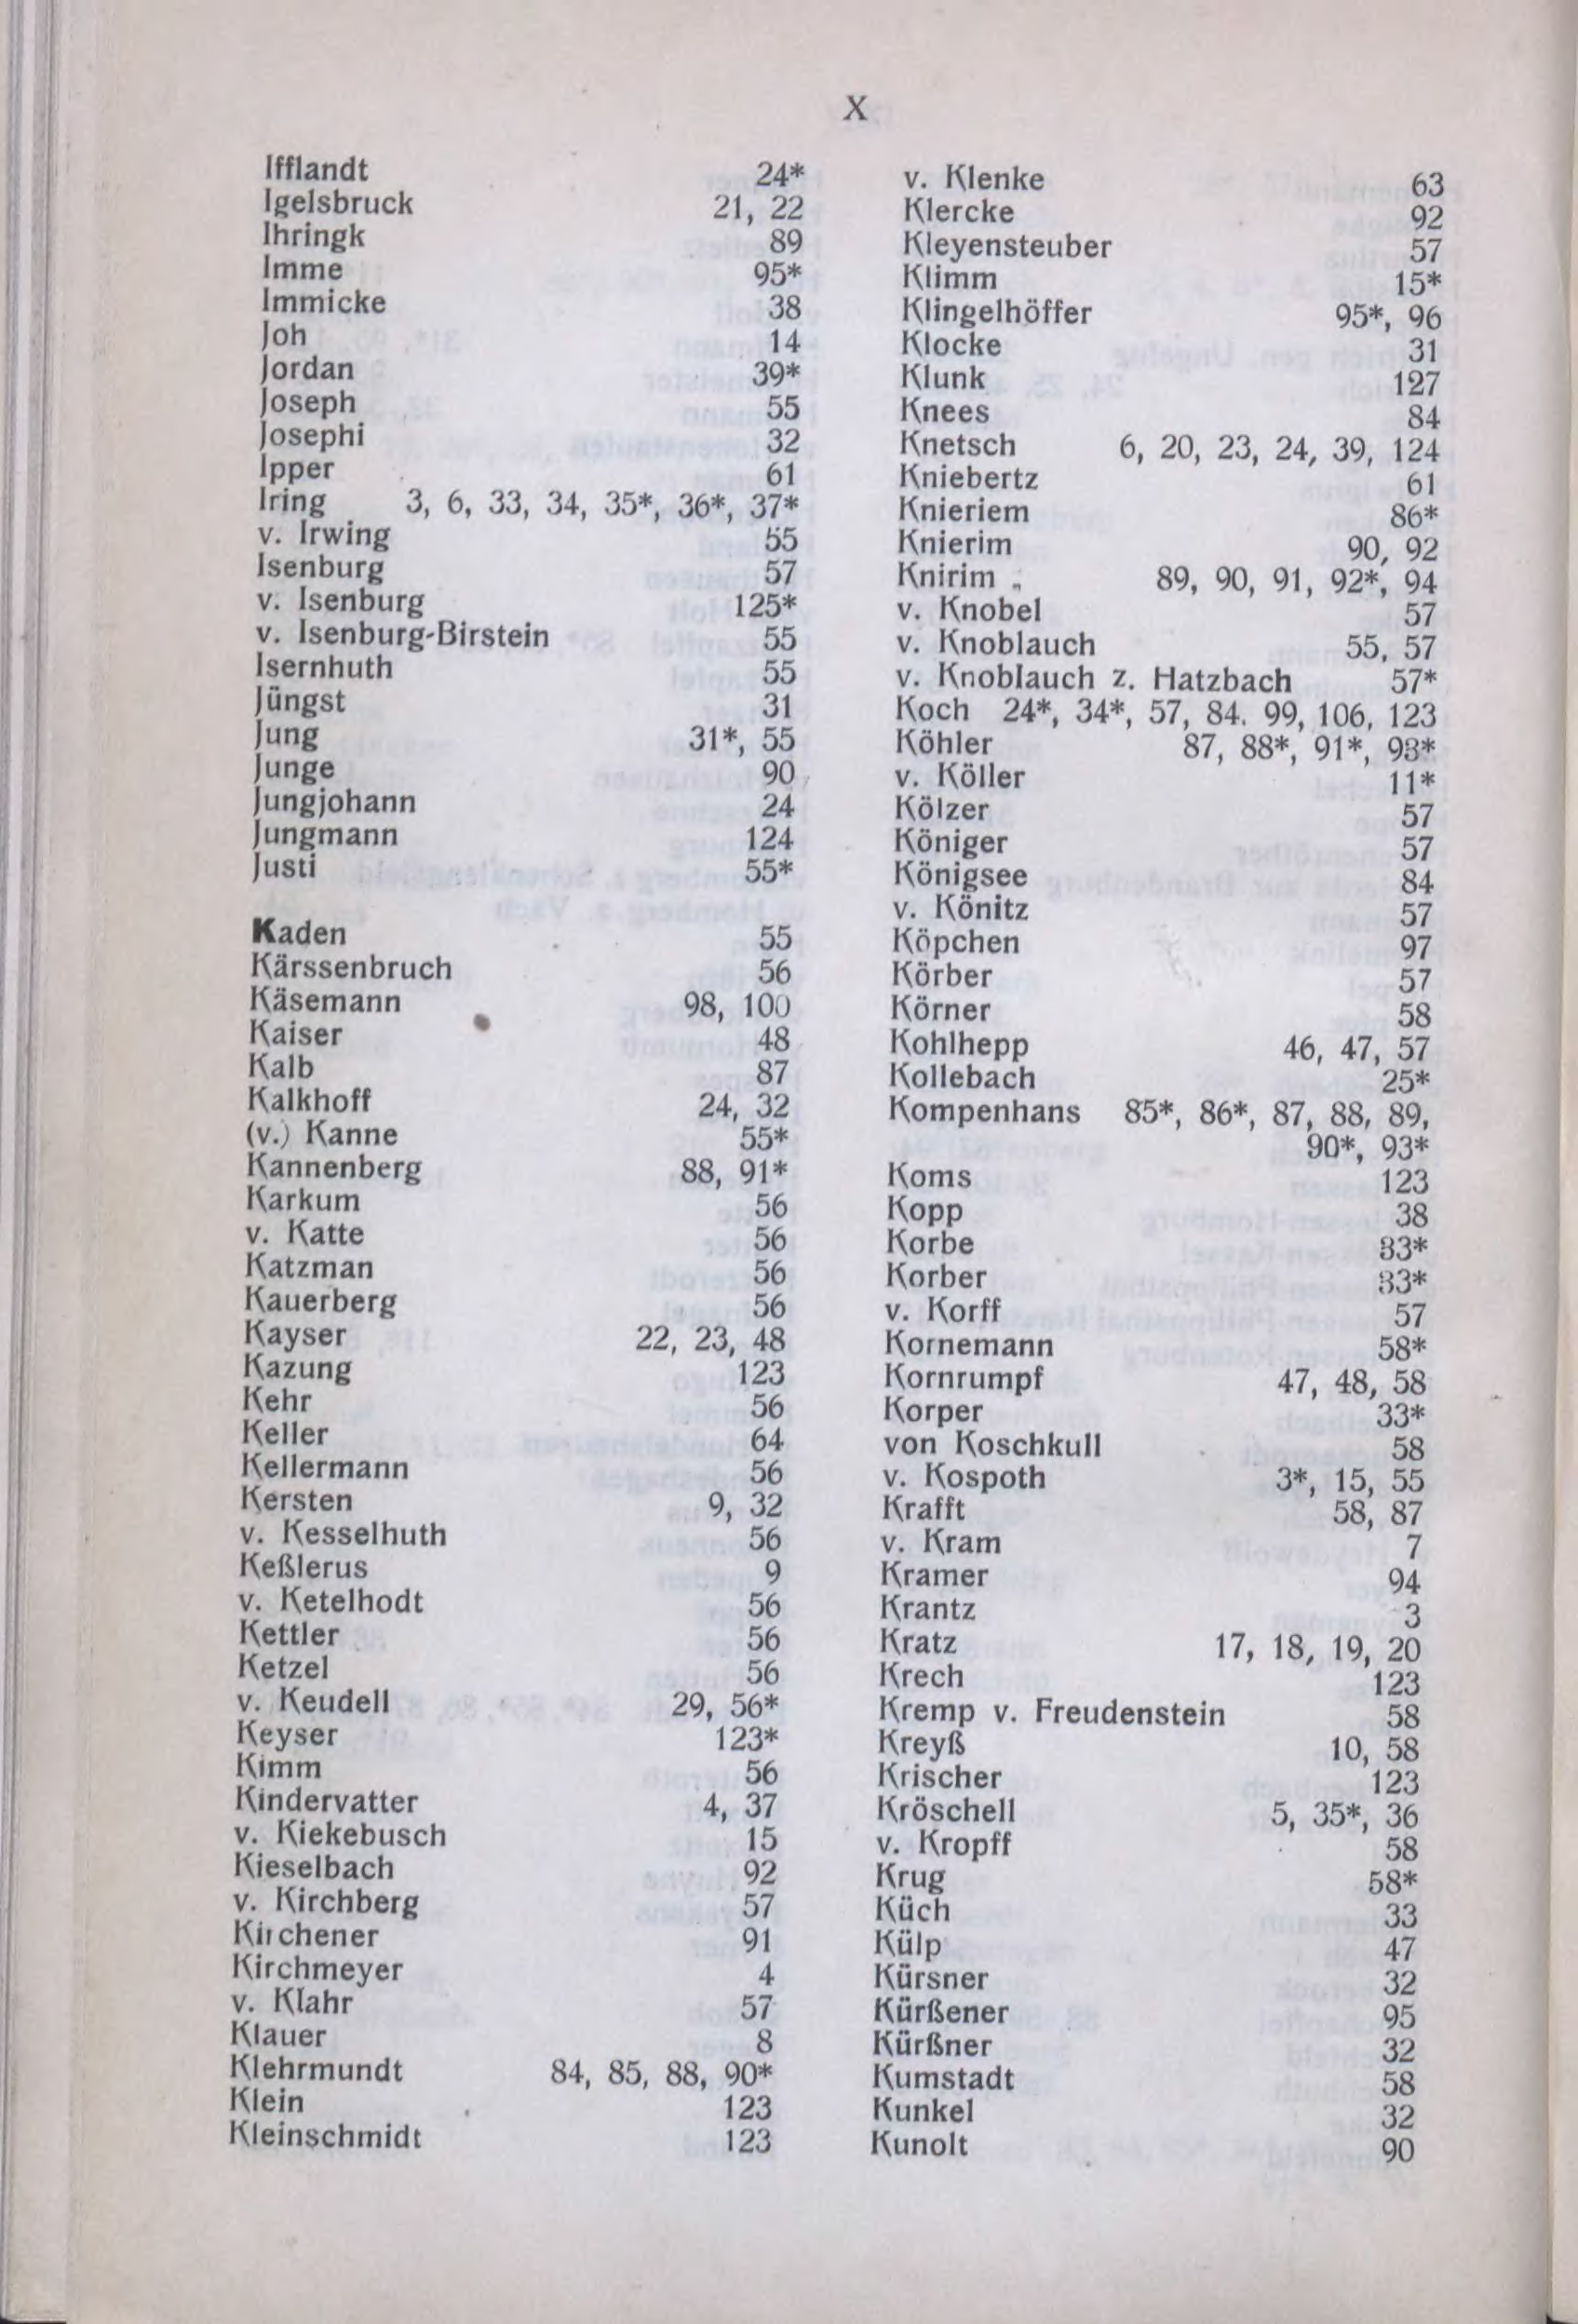 X
Ifflandt 24*
Igelsbruck 21, 22
Ihringk 89
Imme 95*
Immicke 38
Joh 14
Jordan 39*
Joseph 55
Josephi 32
Ipper 61
Iring 3, 6, 33, 34, 35*, 36*, 37*
v. Irwing 55
Isenburg 57
v. Isenburg-Birstein 55
v. Isenburg 125*
Isernhuth 55
Jüngst 31
Jung 31*, 55
Junge 90
Jungjohann 24
Jungmann 124
Justi 55*
Kaden 55
Kärssenbruch 56
Käsemann 98, 100
Kaiser 48
Kalb 87
Kalkhoff 24, 32
(v.) Kanne 55*
Kannenberg 88, 91*
Karkum 56
v. Katte 56
Katzman 56
Kauerberg 56
Kayser 22, 23, 48
Kazung 123
Kehr 56
Keller 64
Kellermann 56
Kersten 9, 32
v. Kesselhuth 56
Keßlerus 9
v. Ketelhodt 56
Kettler 56
Ketzel 56
v. Keudell 29, 56*
Keyser 123*
Kimm 56
Kindervatter 4, 37
v. Kiekebusch 15
Kieselbach 92
v. Kirchberg 57
Kirchener 91
Kirchmeyer 4
v. Klahr 57
Klauer 8
Klehrmundt 84, 85, 88, 90*
Klein 123
Kleinschmidt 123
v. Klenke 63
Klercke 92
Kleyensteuber 57
Klimm 15*
Klingelhöffer 95*, 96
Klocke 31
Klunk 127
Knees 84
Knetsch 6, 20, 23, 24, 39, 124
Kniebertz 61
Knieriem 86*
Knierim 90, 92
Knirim 89, 90, 91, 92*, 94
v. Knobel 57
v. Knoblauch 55, 57
v. Knoblauch z. Hatzbach 57*
Koch 24*, 34*, 57, 84. 99, 106, 123
Köhler 87, 88*, 91*, 93*
v. Köller 11*
Kölzer 57
Königer 57
Königsee 84
v. Könitz 57
Köpchen 97
Körber 57
Körner 58
Kohlhepp 46, 47, 57
Kollebach 25*
Kompenhans 85*, 86*, 87, 88, 89,
90*, 93*
Koms 123
Kopp 38
Korbe 33*
Korber 33*
v. Korff 57
Kornemann 58*
Kornrumpf 47, 48, 58
Korper 33*
von Koschkull 58
v. Kospoth 3*, 15, 55
Krafft 58, 87
v. Kram 7
Kramer 94
Krantz 3
Kratz 17, 18, 19, 20
Krech 123
Kremp v. Freudenstein 58
Kreyß 10, 58
Krischer 123
Kröschell 5, 35*, 36
v. Kropff 58
Krug 58*
Küch 33
Külp 47
Kürsner 32
Kürßener 95
Kürßner 32
Kumstadt 58
Kunkel 32
Kunolt 90